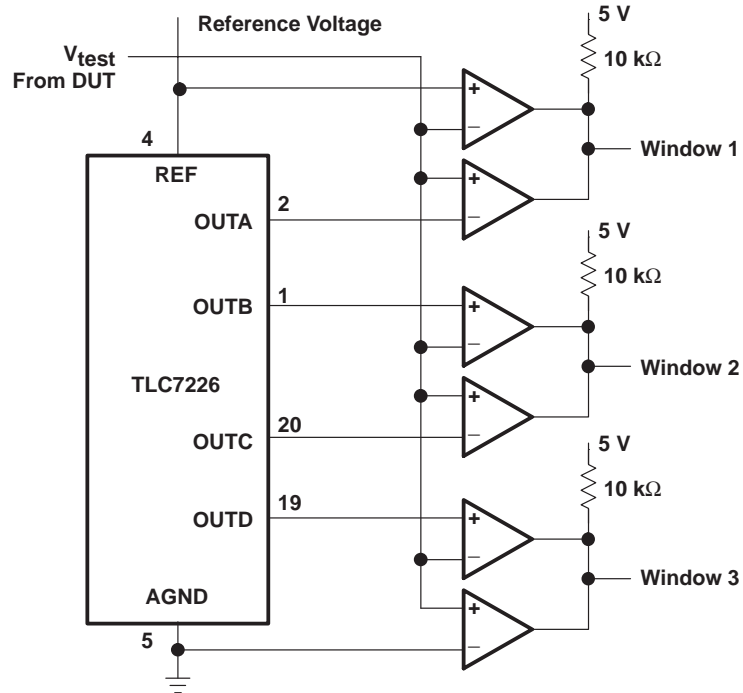 Reference Voltage
Vtest
From DUT
4
REF
OUTA
2
OUTB
1
TLC7226
OUTC
20
OUTD
19
AGND
5
5 V
10 kΩ
+
−
Window 1
+
−
5 V
10 kΩ
+
−
Window 2
+
−
5 V
10 kΩ
+
−
Window 3
+
−